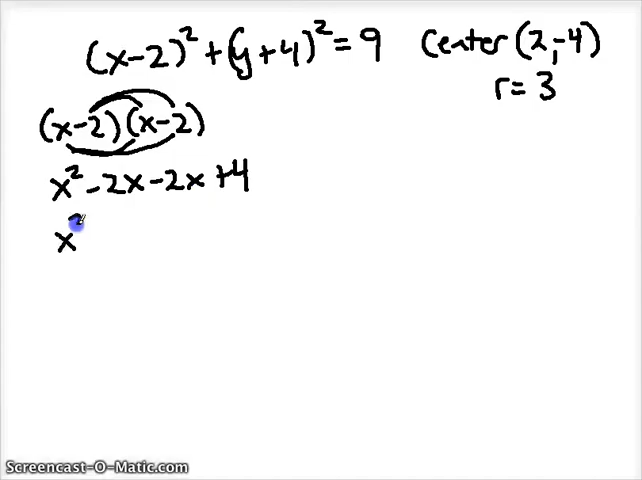 (x-2)² + (y+4)² = 9 Center (2,-4)
r = 3
(x-2)(x-2)
x² - 2x - 2x + 4
x²
Screencast-O-Matic.com